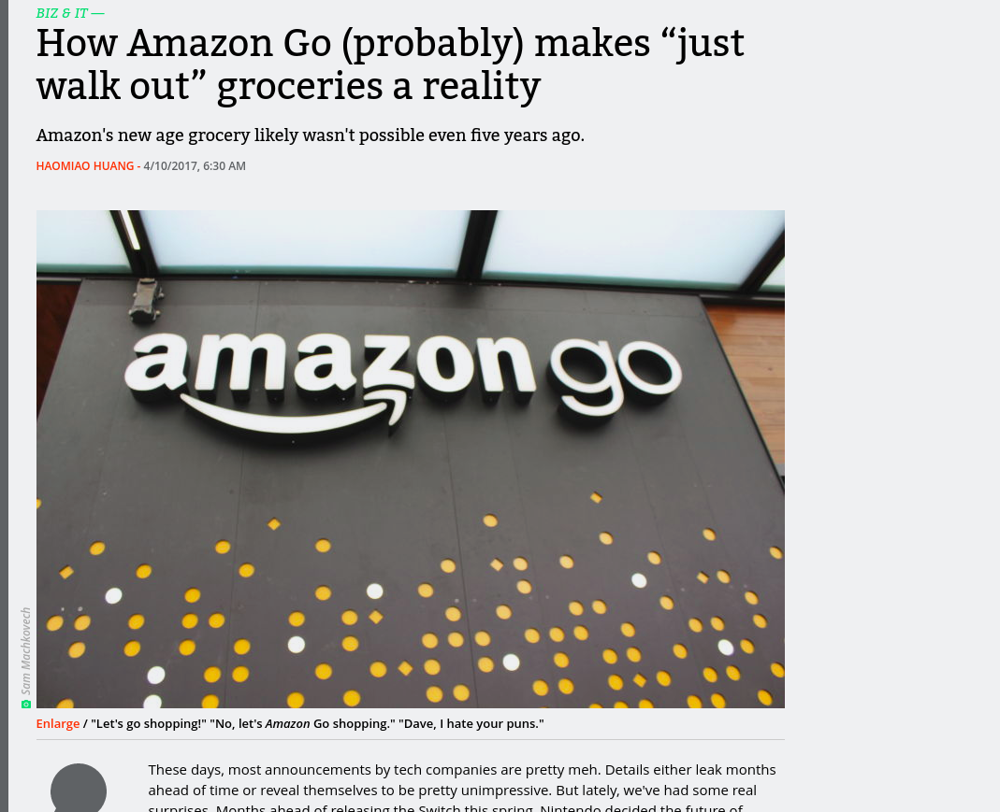 BIZ & IT —
How Amazon Go (probably) makes “just
walk out” groceries a reality
Amazon's new age grocery likely wasn't possible even five years ago.
HAOMIAO HUANG - 4/10/2017, 6:30 AM
amazon go
Sam Machkovech
Enlarge / "Let's go shopping!" "No, let's Amazon Go shopping." "Dave, I hate your puns."
These days, most announcements by tech companies are pretty meh. Details either leak months
ahead of time or reveal themselves to be pretty unimpressive. But lately, we've had some real
surprises. Months ahead of releasing the Switch this spring, Nintendo decided the future of